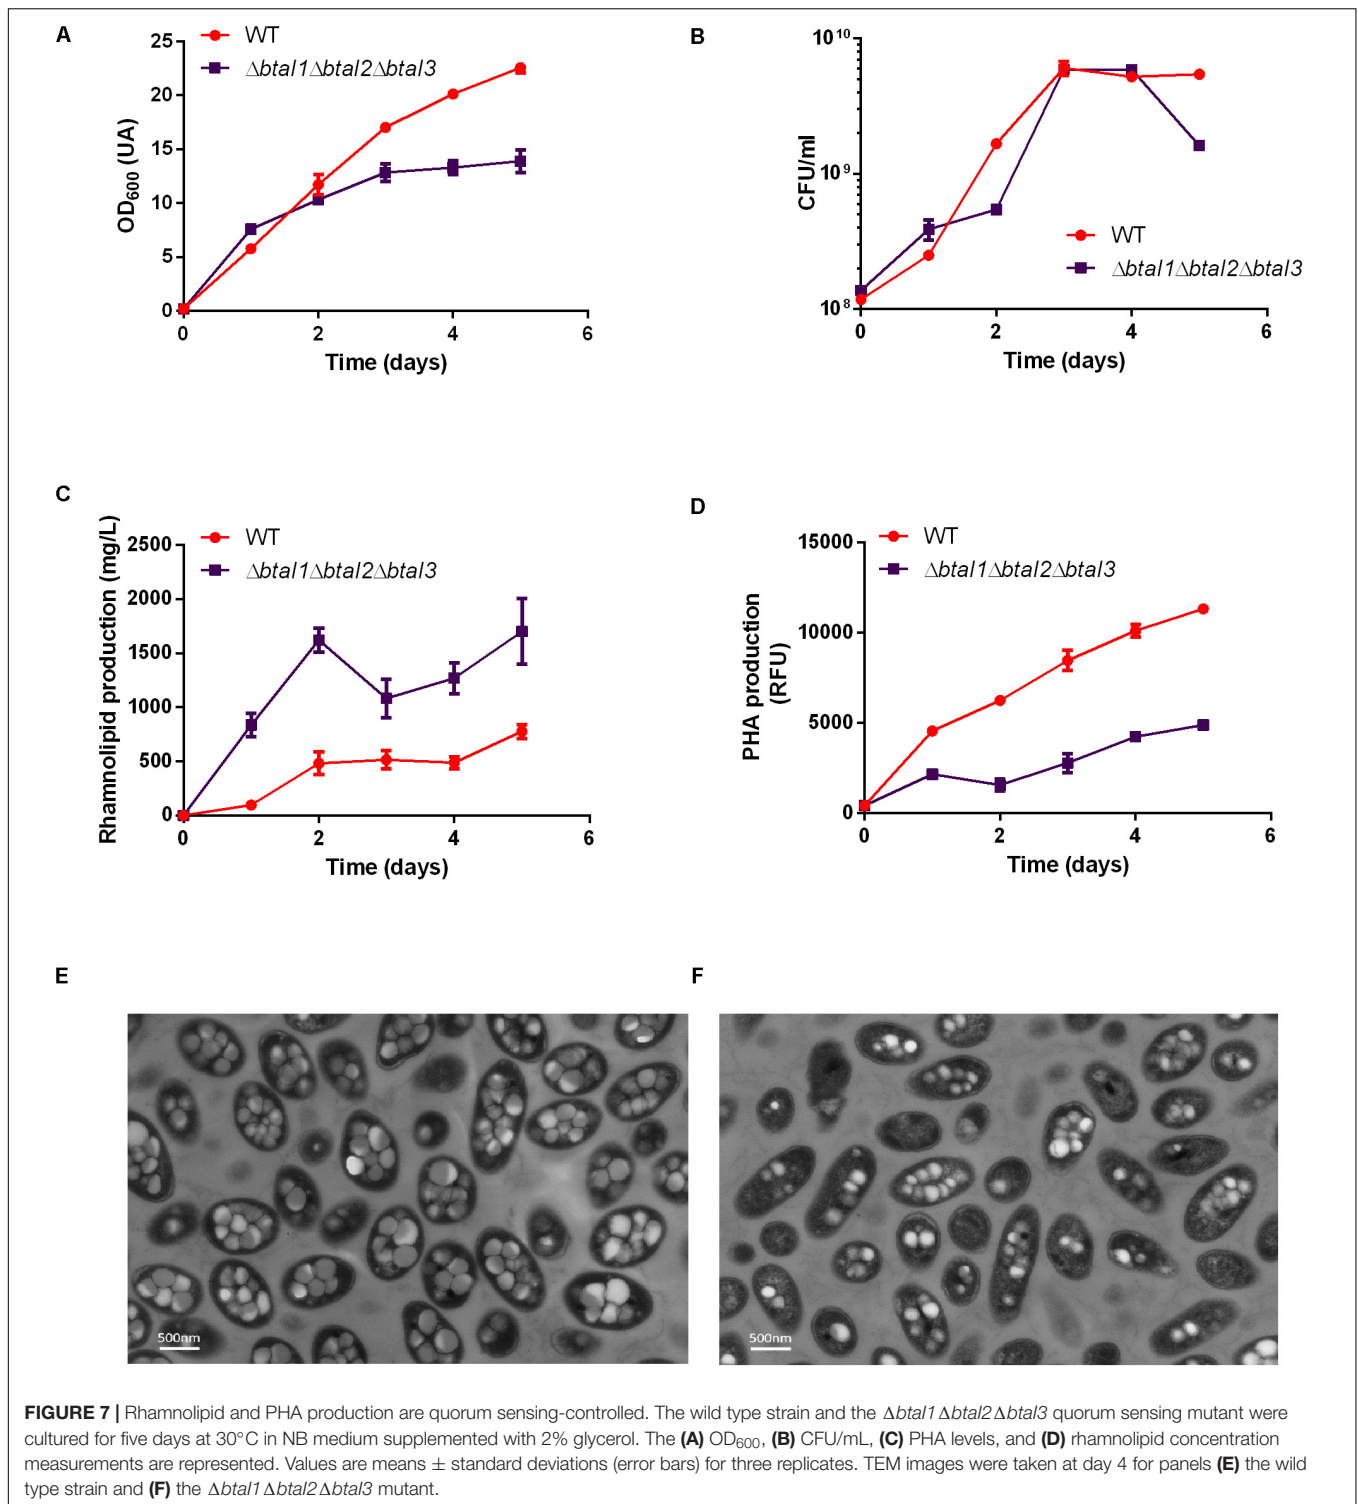 A
WT
Δbtal1Δbtal2Δbtal3
25
20
15
10
5
0
OD600 (UA)
0 2 4 6
Time (days)
B
10^10
10^9
10^8
CFU/ml
WT
Δbtal1Δbtal2Δbtal3
0 2 4 6
Time (days)
C
WT
Δbtal1Δbtal2Δbtal3
2500
2000
1500
1000
500
0
Rhamnolipid production (mg/L)
0 2 4 6
Time (days)
D
WT
Δbtal1Δbtal2Δbtal3
15000
10000
5000
0
PHA production
(RFU)
0 2 4 6
Time (days)
E
500nm
F
500nm
FIGURE 7 | Rhamnolipid and PHA production are quorum sensing-controlled. The wild type strain and the Δbtal1Δbtal2Δbtal3 quorum sensing mutant were
cultured for five days at 30°C in NB medium supplemented with 2% glycerol. The (A) OD600, (B) CFU/mL, (C) PHA levels, and (D) rhamnolipid concentration
measurements are represented. Values are means ± standard deviations (error bars) for three replicates. TEM images were taken at day 4 for panels (E) the wild
type strain and (F) the Δbtal1Δbtal2Δbtal3 mutant.